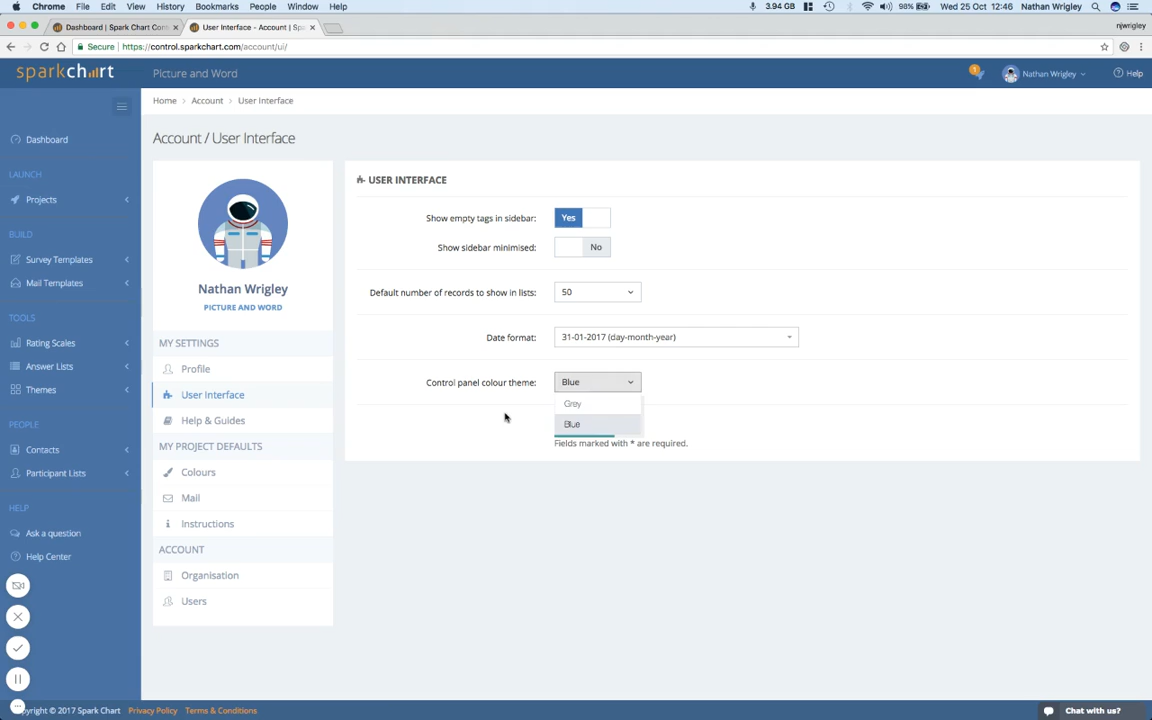 Chrome File Edit View History Bookmarks People Window Help 3.94 GB 98% Wed 25 Oct 12:46 Nathan Wrigley
Dashboard | Spark Chart Con User Interface - Account | Spa njwrigley
Secure https://control.sparkchart.com/account/ui/
sparkchart Picture and Word 1 Nathan Wrigley Help
Home > Account > User Interface
Account / User Interface
Dashboard
LAUNCH
Projects
BUILD
Survey Templates
Mail Templates
TOOLS
Rating Scales
Answer Lists
Themes
PEOPLE
Contacts
Participant Lists
HELP
Ask a question
Help Center
Nathan Wrigley
PICTURE AND WORD
MY SETTINGS
Profile
User Interface
Help & Guides
MY PROJECT DEFAULTS
Colours
Mail
Instructions
ACCOUNT
Organisation
Users
USER INTERFACE
Show empty tags in sidebar: Yes
Show sidebar minimised: No
Default number of records to show in lists: 50
Date format: 31-01-2017 (day-month-year)
Control panel colour theme: Blue
Grey
Blue
Fields marked with * are required.
right © 2017 Spark Chart Privacy Policy Terms & Conditions Chat with us?